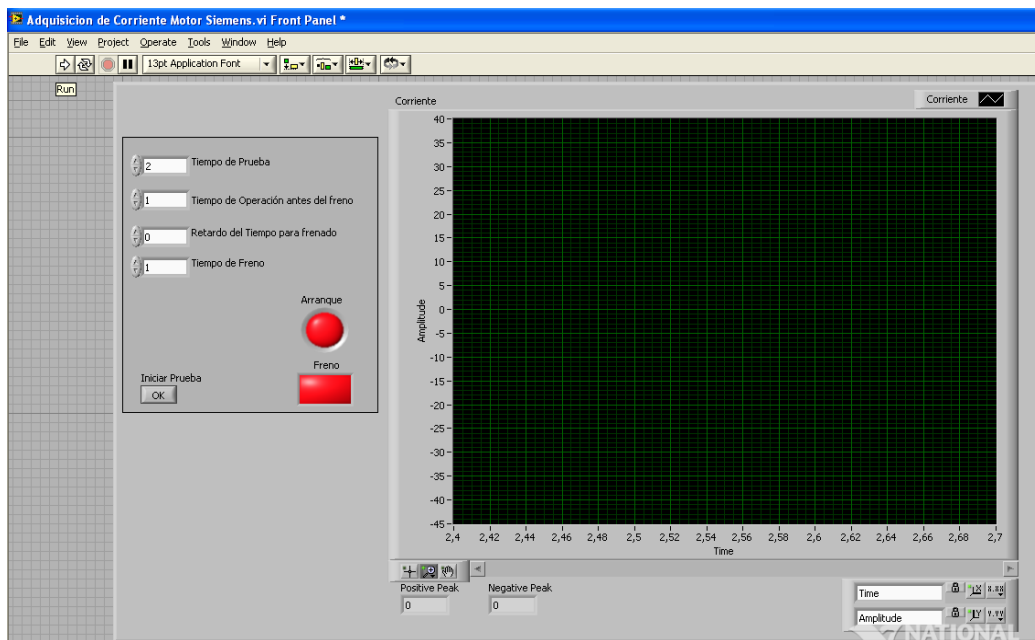 Adquisicion de Corriente Motor Siemens.vi Front Panel *
File Edit View Project Operate Tools Window Help
13pt Application Font
Run
Corriente
Corriente
2 Tiempo de Prueba
1 Tiempo de Operación antes del freno
0 Retardo del Tiempo para frenado
1 Tiempo de Freno
Arranque
Freno
Iniciar Prueba
OK
Amplitude
40
35
30
25
20
15
10
5
0
-5
-10
-15
-20
-25
-30
-35
-40
-45
2,4 2,42 2,44 2,46 2,48 2,5 2,52 2,54 2,56 2,58 2,6 2,62 2,64 2,66 2,68 2,7
Time
Positive Peak Negative Peak
0 0
Time
Amplitude
NATIONAL